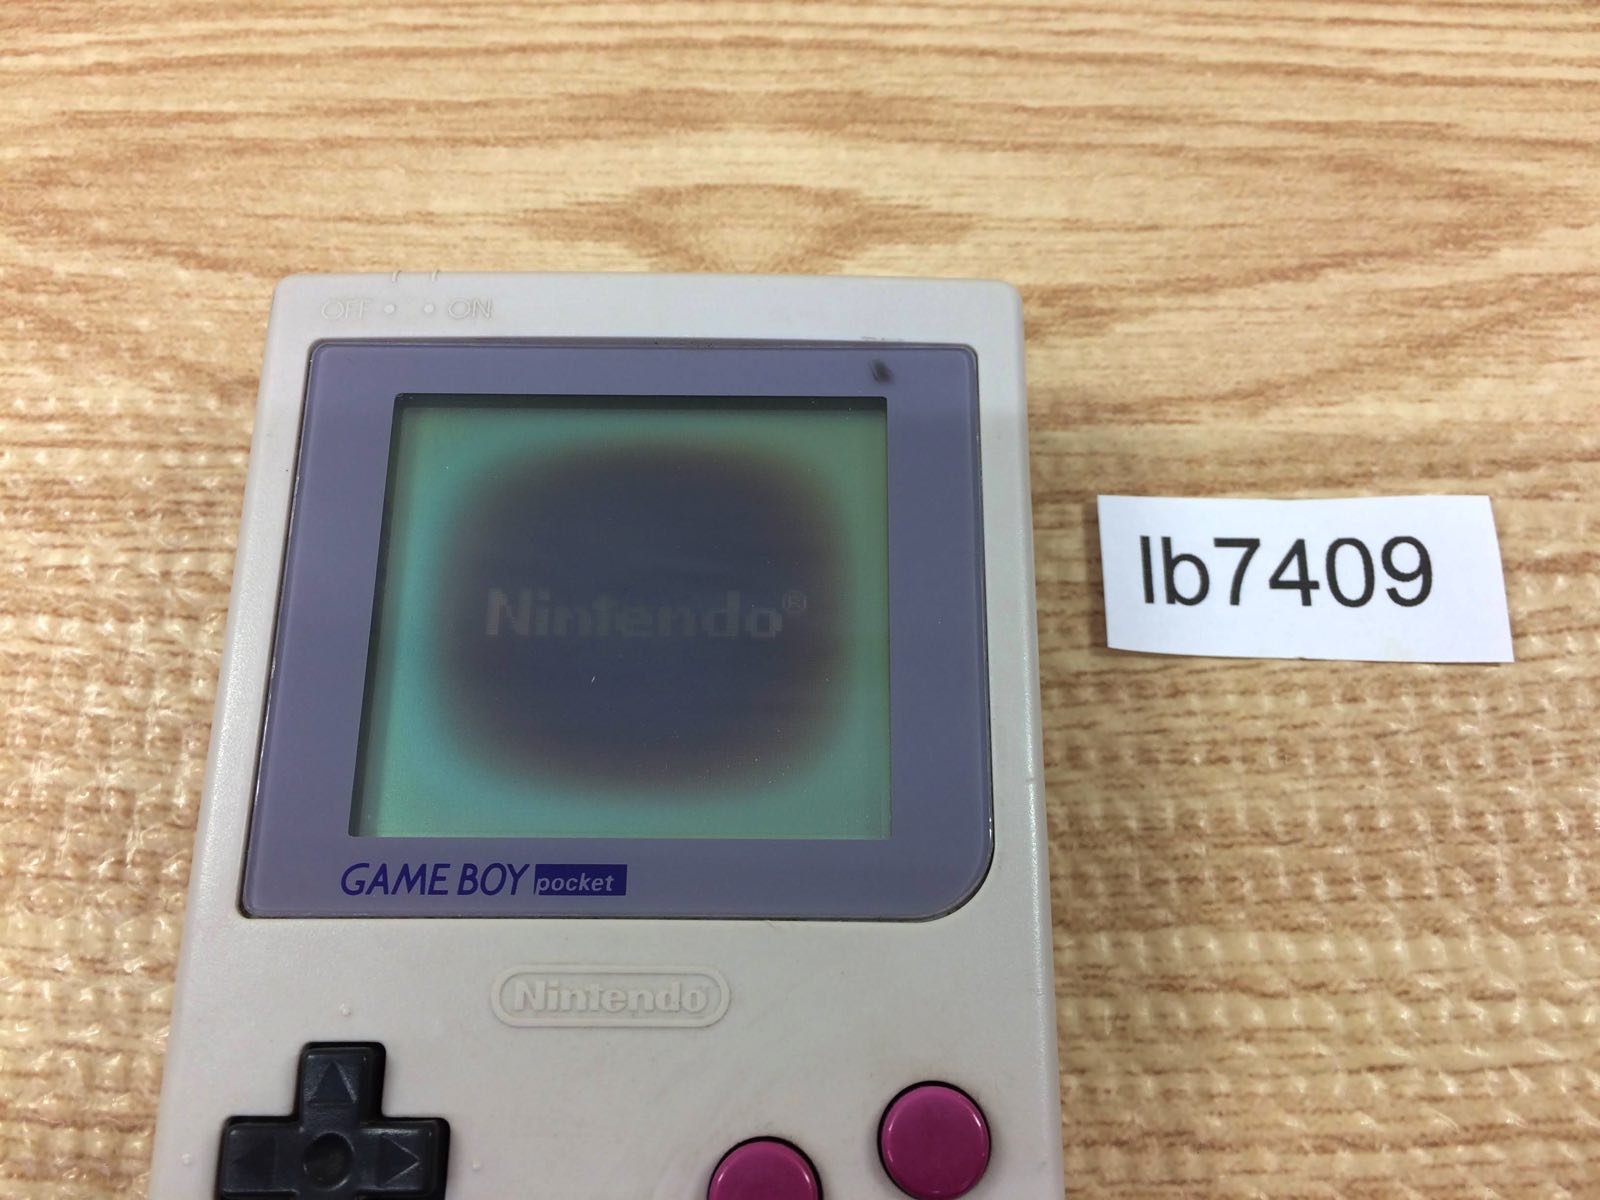 OFF ON
Nintendo®
lb7409
GAME BOY pocket
Nintendo